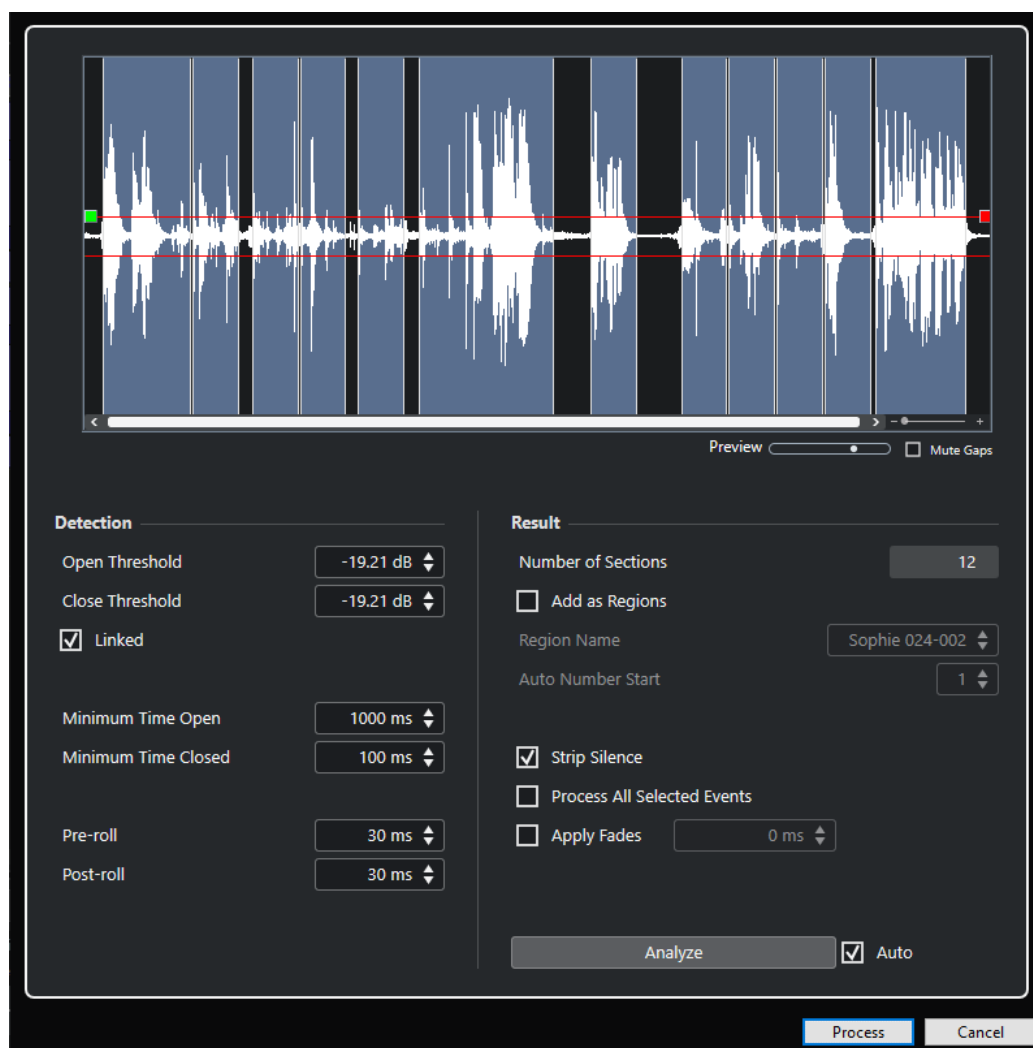 Preview
Mute Gaps
Detection
Open Threshold -19.21 dB
Close Threshold -19.21 dB
Linked
Minimum Time Open 1000 ms
Minimum Time Closed 100 ms
Pre-roll 30 ms
Post-roll 30 ms
Result
Number of Sections 12
Add as Regions
Region Name Sophie 024-002
Auto Number Start 1
Strip Silence
Process All Selected Events
Apply Fades 0 ms
Analyze Auto
Process Cancel